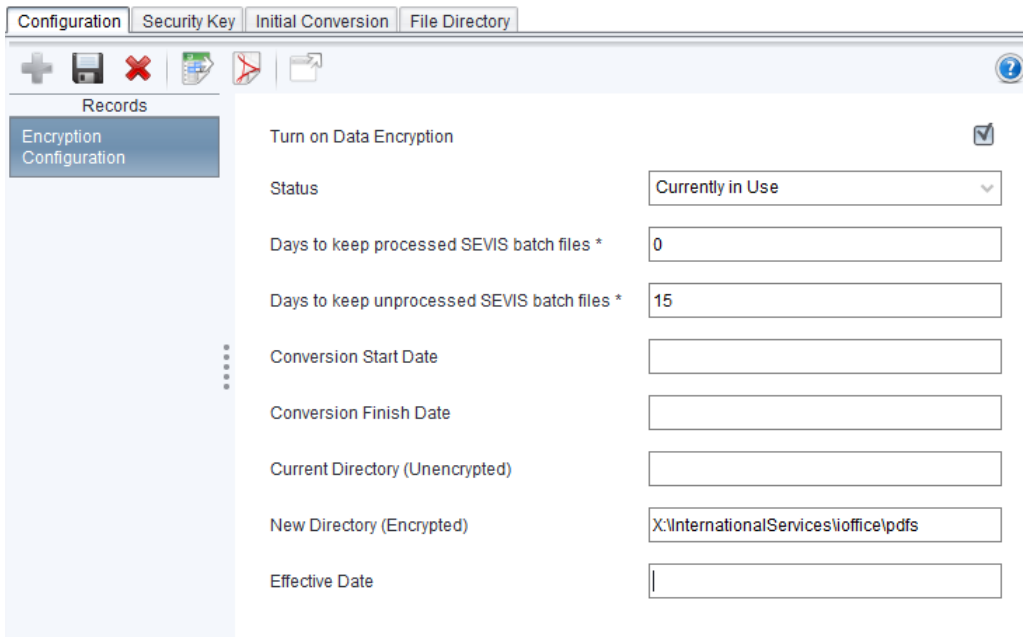 Configuration Security Key Initial Conversion File Directory
Records
Encryption
Configuration
Turn on Data Encryption
Status Currently in Use
Days to keep processed SEVIS batch files * 0
Days to keep unprocessed SEVIS batch files * 15
Conversion Start Date
Conversion Finish Date
Current Directory (Unencrypted)
New Directory (Encrypted) X:\InternationalServices\ioffice\pdfs
Effective Date